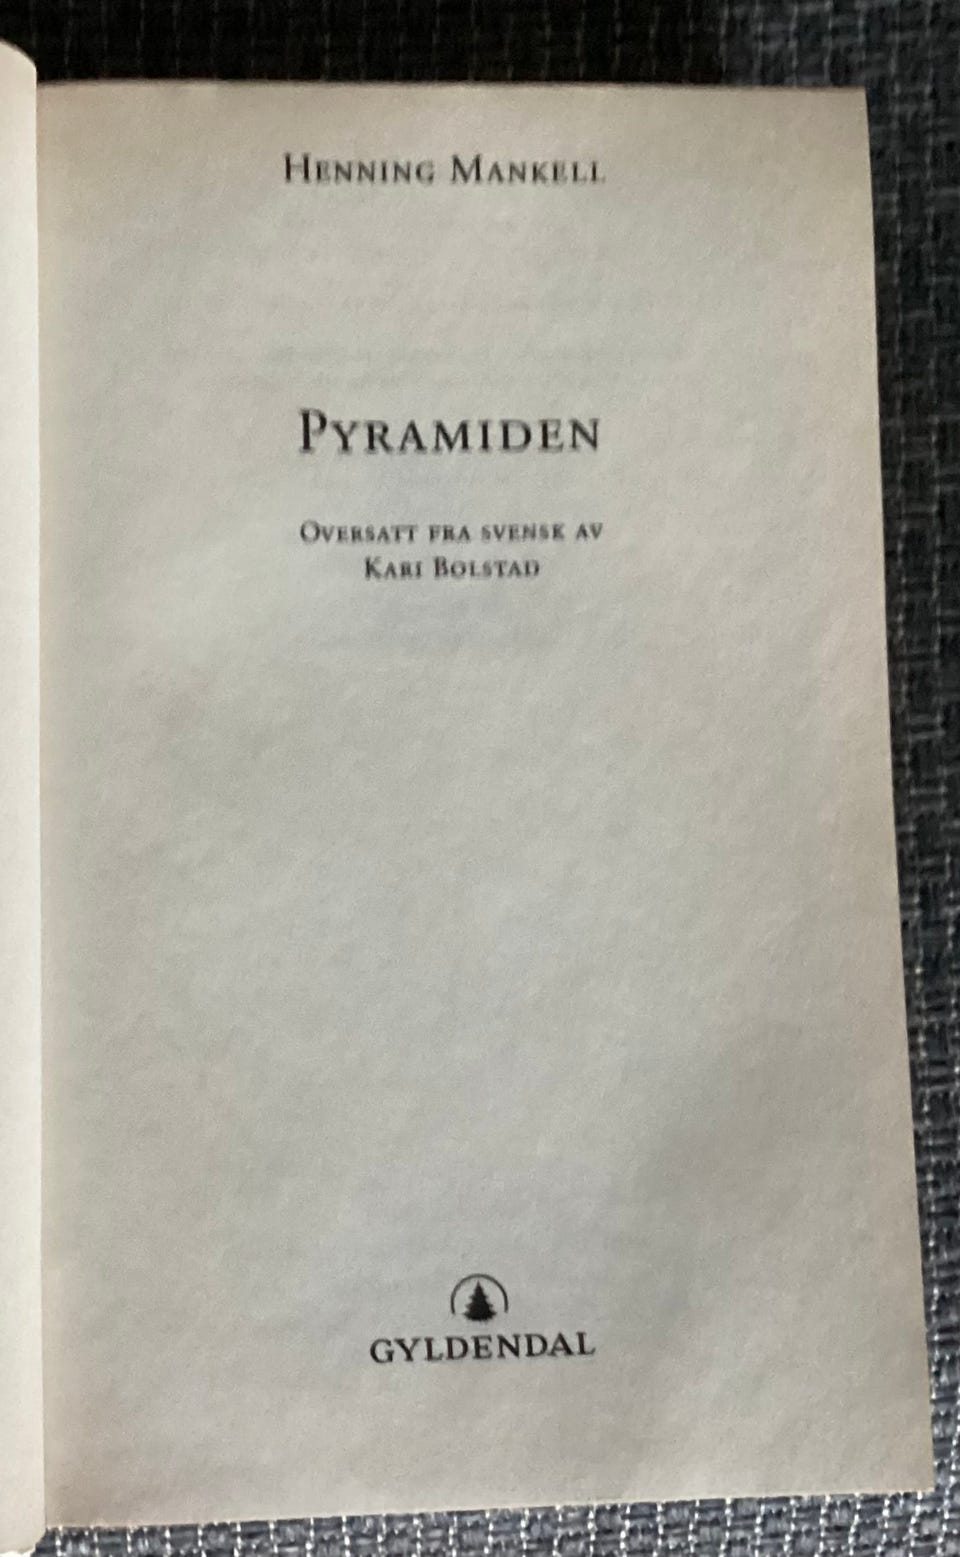 Henning Mankell
Pyramiden
Oversatt fra svensk av
Kari Bolstad
GYLDENDAL